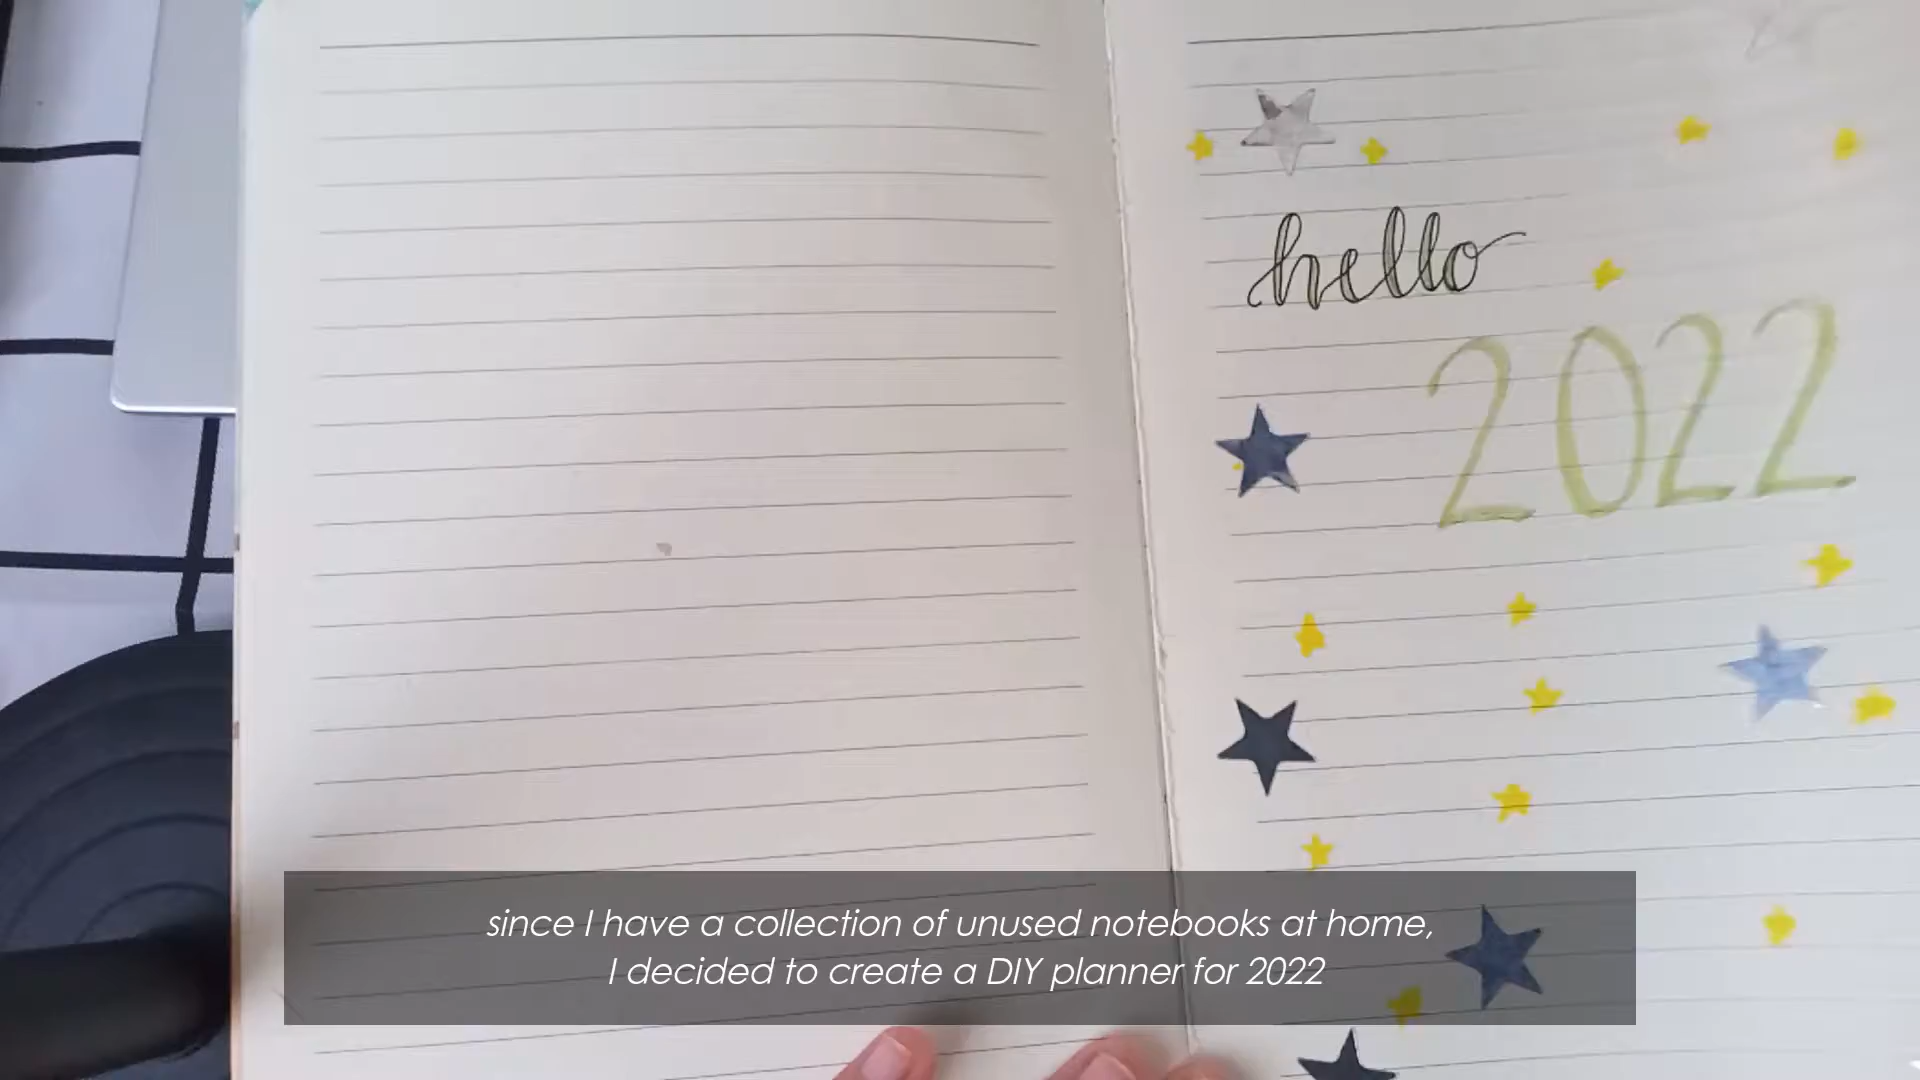 hello
2022
since I have a collection of unused notebooks at home,
I decided to create a DIY planner for 2022